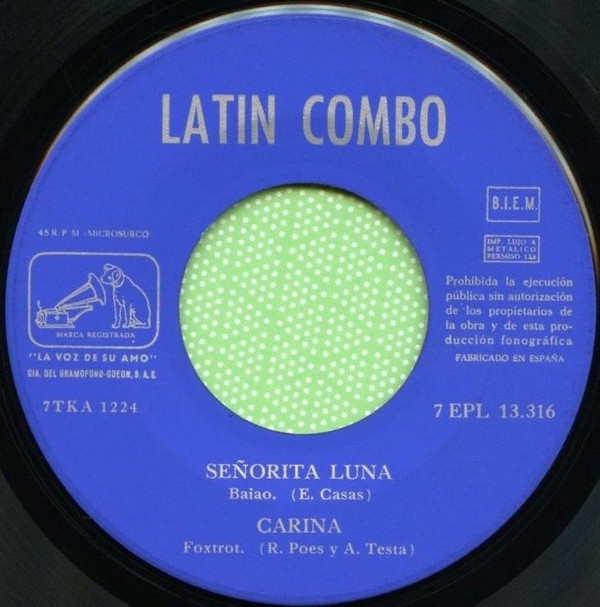 LATIN COMBO
45 R.P M -MICROSURCO
B.I.E.M.
IMP. LUJO A
METALICO
PERMISO 128
MARCA REGISTRADA
"LA VOZ DE SU AMO"
CIA. DEL GRAMOFONO-ODEON, S.A.E.
Prohibida la ejecución
pública sin autorización
de los propietarios de
la obra y de esta pro-
ducción fonográfica
FABRICADO EN ESPAÑA
7TKA 1224
7 EPL 13.316
SEÑORITA LUNA
Baiao. (E. Casas)
CARINA
Foxtrot. (R. Poes y A. Testa)